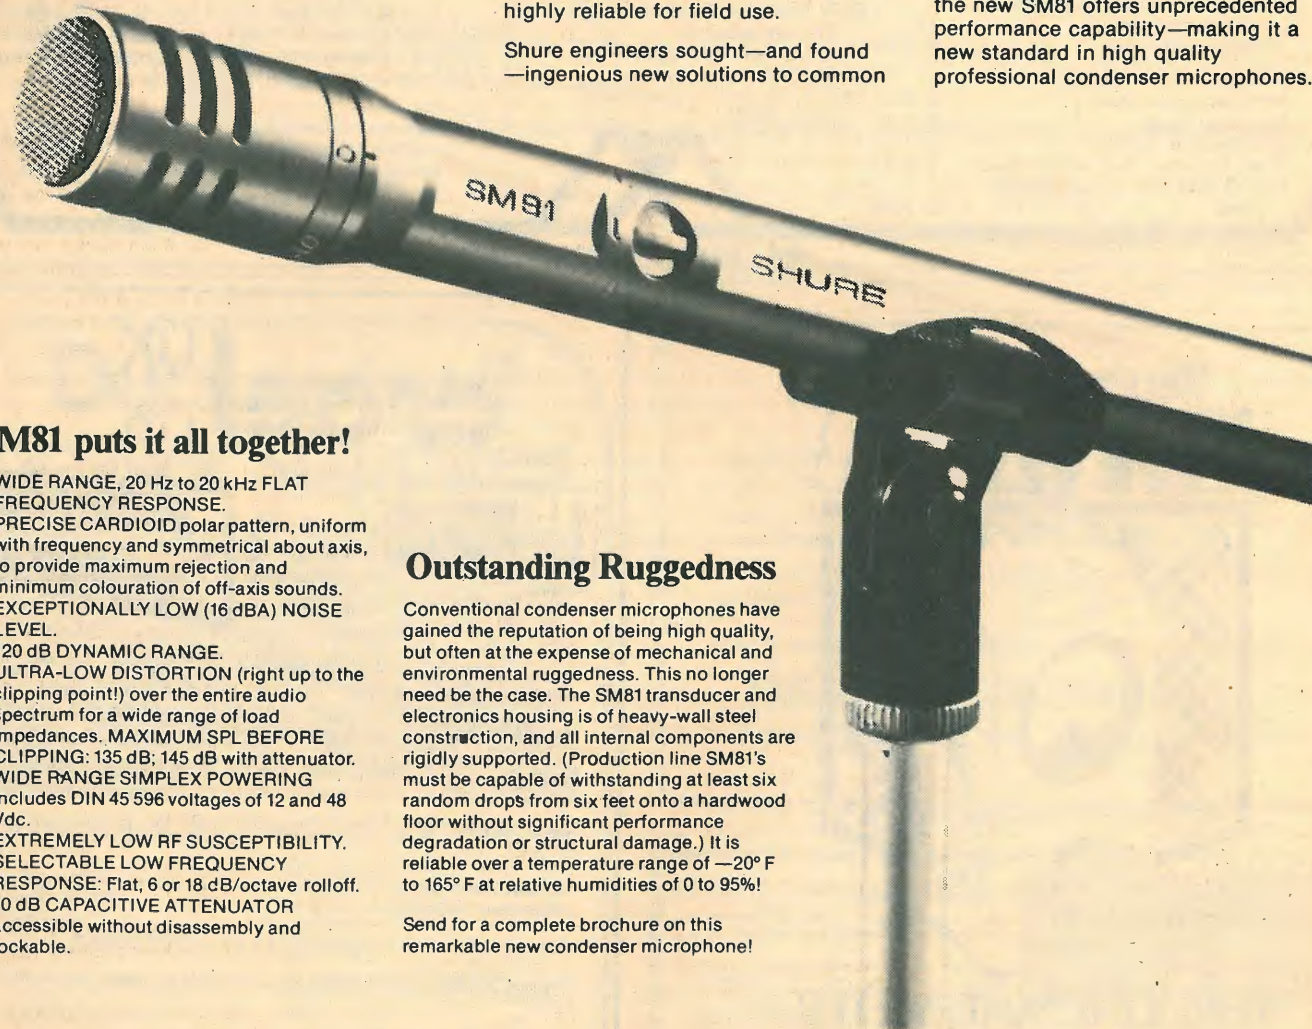 highly reliable for field use.
Shure engineers sought—and found
—ingenious new solutions to common
the new SM81 offers unprecedented
performance capability—making it a
new standard in high quality
professional condenser microphones.
SM81
SHURE
M81 puts it all together!
WIDE RANGE, 20 Hz to 20 kHz FLAT
FREQUENCY RESPONSE.
PRECISE CARDIOID polar pattern, uniform
with frequency and symmetrical about axis,
o provide maximum rejection and
minimum colouration of off-axis sounds.
EXCEPTIONALLY LOW (16 dBA) NOISE
LEVEL.
20 dB DYNAMIC RANGE.
ULTRA-LOW DISTORTION (right up to the
clipping point!) over the entire audio
spectrum for a wide range of load
mpedances. MAXIMUM SPL BEFORE
CLIPPING: 135 dB; 145 dB with attenuator.
WIDE RANGE SIMPLEX POWERING
ncludes DIN 45 596 voltages of 12 and 48
Vdc.
EXTREMELY LOW RF SUSCEPTIBILITY.
SELECTABLE LOW FREQUENCY
RESPONSE: Flat, 6 or 18 dB/octave rolloff.
0 dB CAPACITIVE ATTENUATOR
ccessible without disassembly and
ockable.
Outstanding Ruggedness
Conventional condenser microphones have
gained the reputation of being high quality,
but often at the expense of mechanical and
environmental ruggedness. This no longer
need be the case. The SM81 transducer and
electronics housing is of heavy-wall steel
construction, and all internal components are
rigidly supported. (Production line SM81's
must be capable of withstanding at least six
random drops from six feet onto a hardwood
floor without significant performance
degradation or structural damage.) It is
reliable over a temperature range of —20° F
to 165° F at relative humidities of 0 to 95%!
Send for a complete brochure on this
remarkable new condenser microphone!